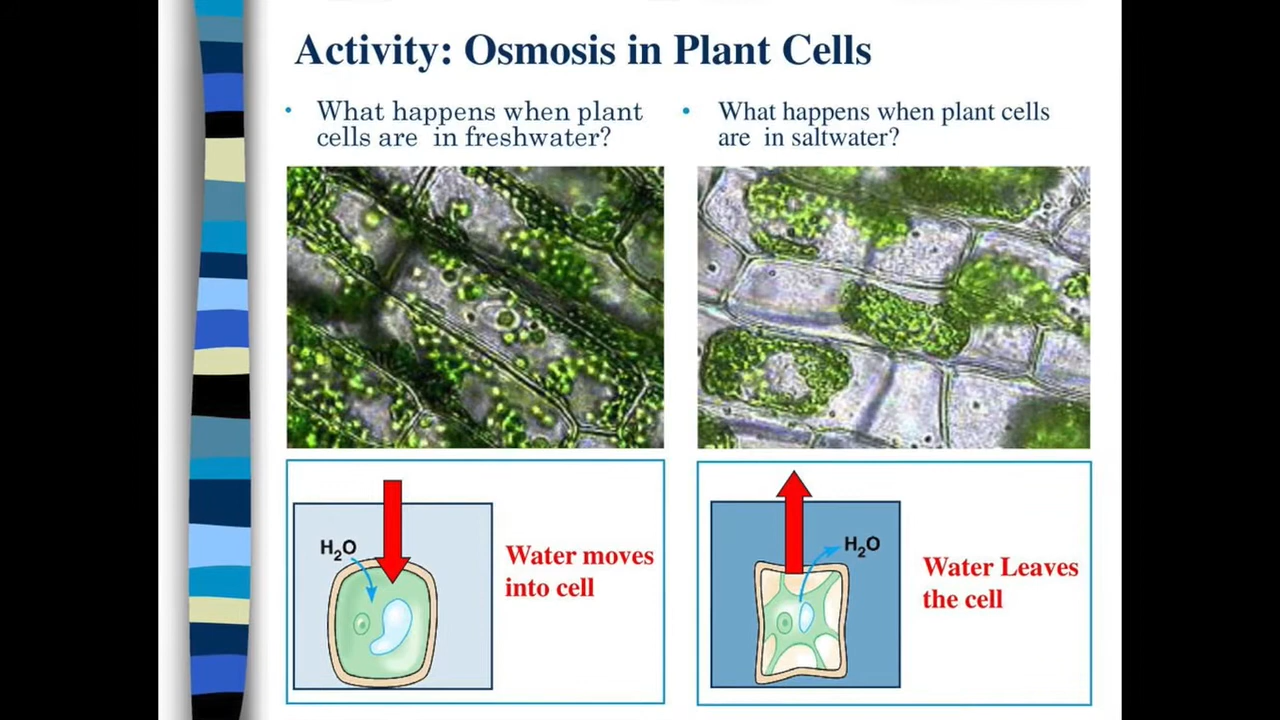 Activity: Osmosis in Plant Cells
• What happens when plant
cells are in freshwater?
• What happens when plant cells
are in saltwater?
H₂O
Water moves
into cell
H₂O
Water Leaves
the cell